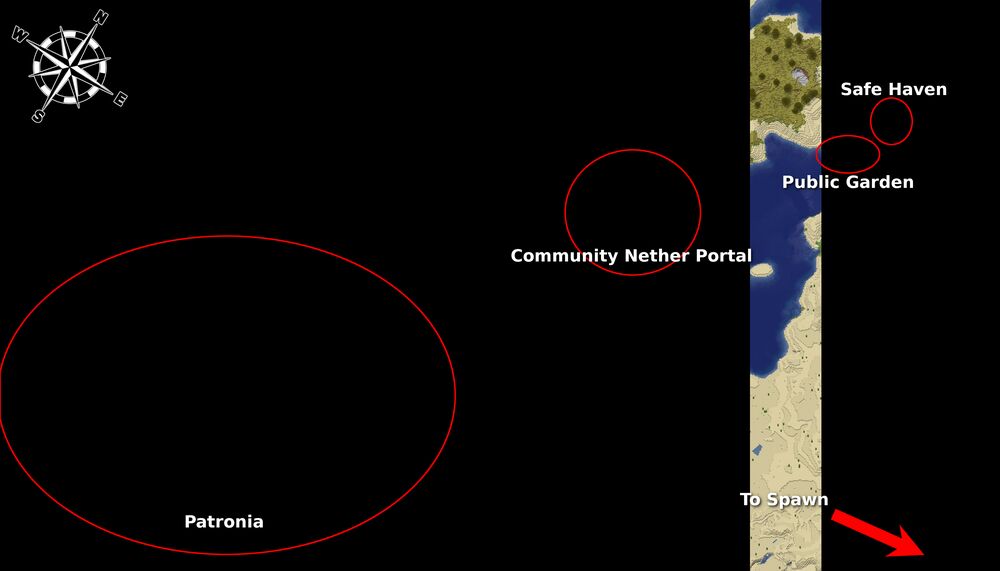 N
W
E
S
Safe Haven
Public Garden
Community Nether Portal
To Spawn
Patronia